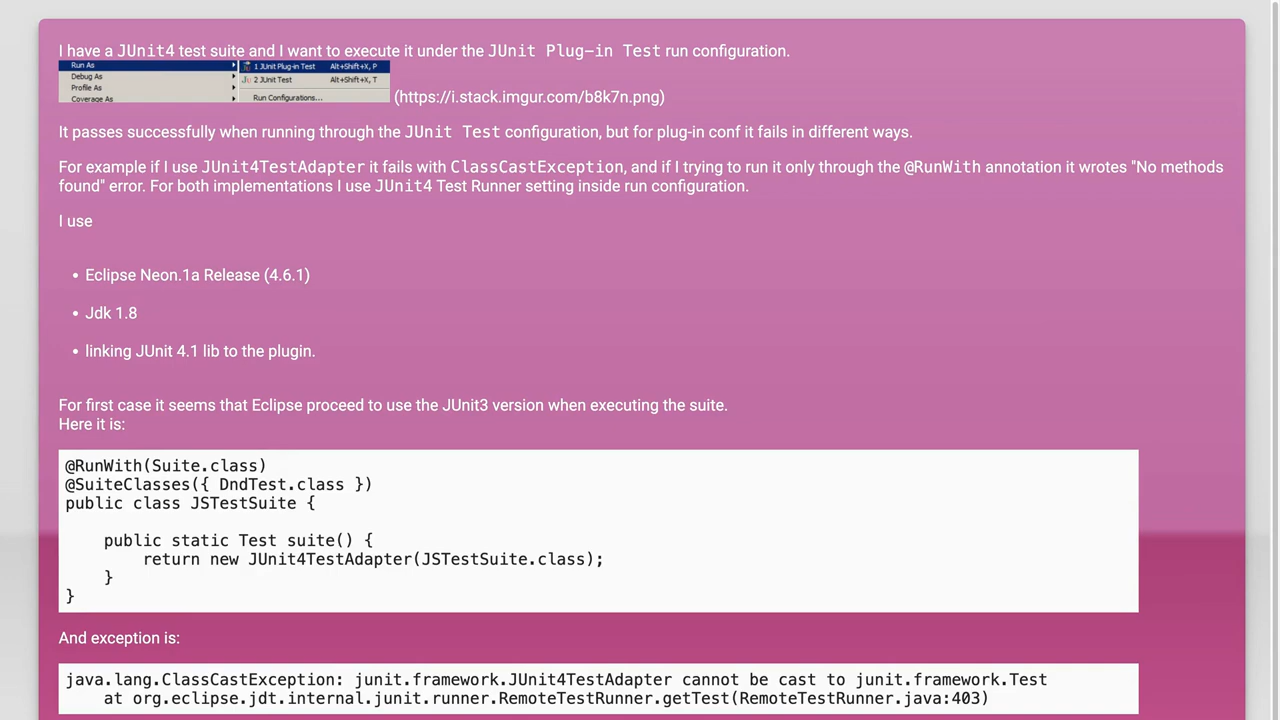 I have a JUnit4 test suite and I want to execute it under the JUnit Plug-in Test run configuration.
Run As 1 JUnit Plug-in Test Alt+Shift+X, P
Debug As 2 JUnit Test Alt+Shift+X, T
Profile As
Coverage As Run Configurations...
(https://i.stack.imgur.com/b8k7n.png)
It passes successfully when running through the JUnit Test configuration, but for plug-in conf it fails in different ways.
For example if I use JUnit4TestAdapter it fails with ClassCastException, and if I trying to run it only through the @RunWith annotation it wrotes "No methods
found" error. For both implementations I use JUnit4 Test Runner setting inside run configuration.
I use
• Eclipse Neon.1a Release (4.6.1)
• Jdk 1.8
• linking JUnit 4.1 lib to the plugin.
For first case it seems that Eclipse proceed to use the JUnit3 version when executing the suite.
Here it is:
@RunWith(Suite.class)
@SuiteClasses({ DndTest.class })
public class JSTestSuite {
    public static Test suite() {
        return new JUnit4TestAdapter(JSTestSuite.class);
    }
}
And exception is:
java.lang.ClassCastException: junit.framework.JUnit4TestAdapter cannot be cast to junit.framework.Test
    at org.eclipse.jdt.internal.junit.runner.RemoteTestRunner.getTest(RemoteTestRunner.java:403)